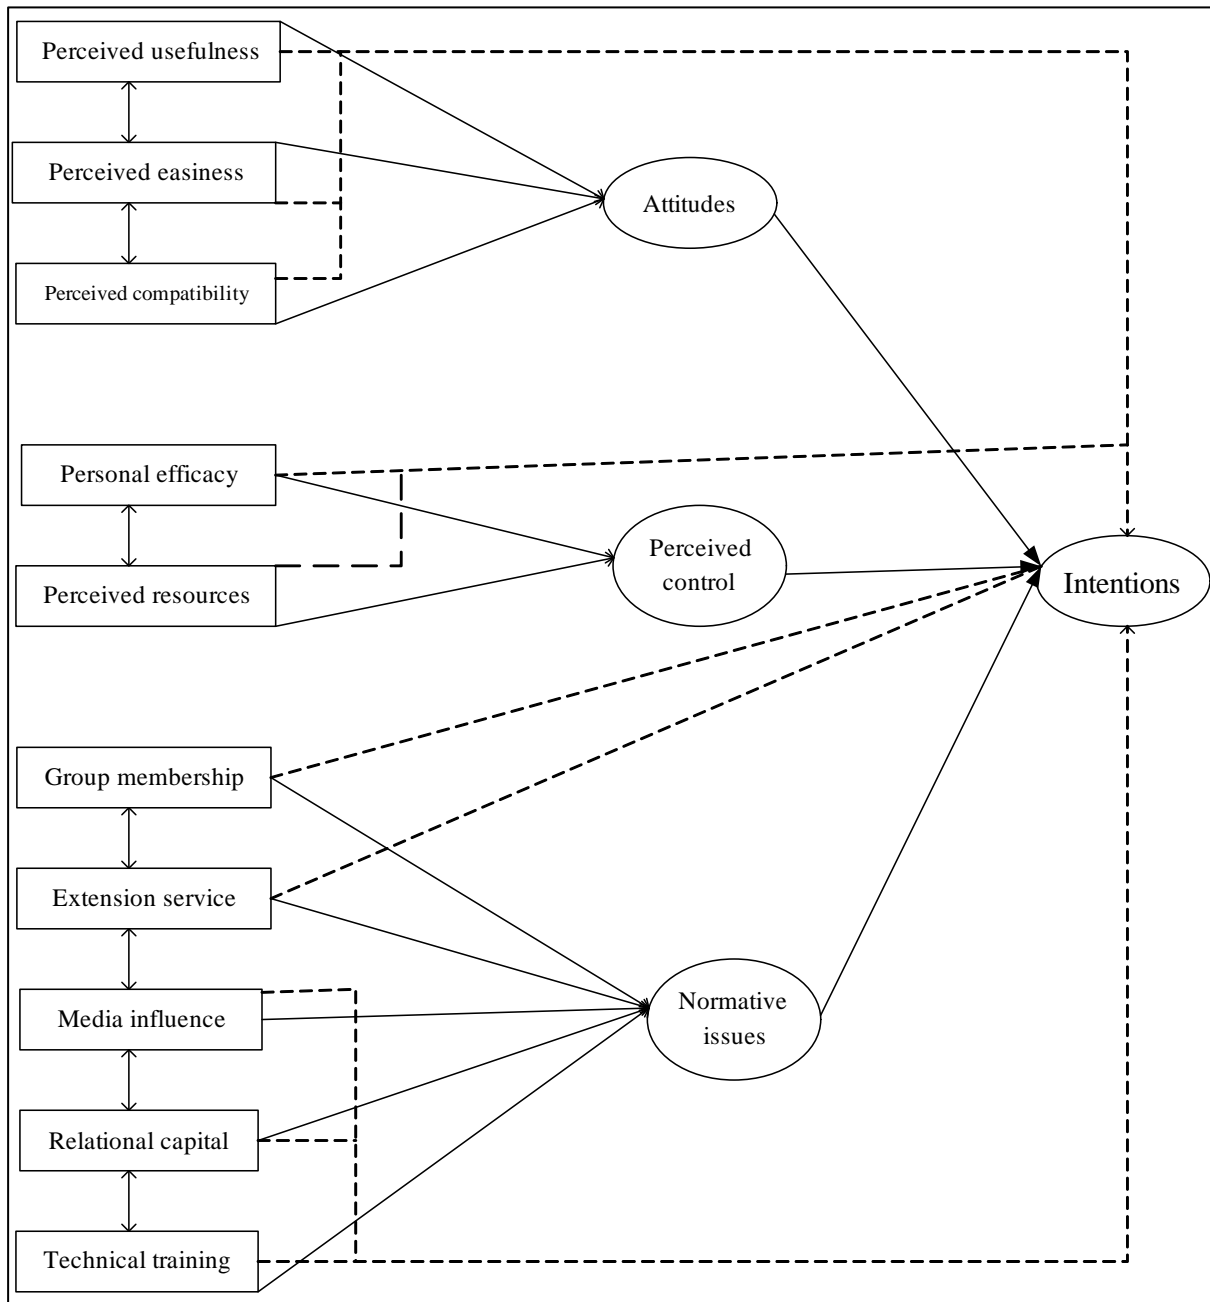 Perceived usefulness
Perceived easiness
Perceived compatibility
Attitudes
Personal efficacy
Perceived resources
Perceived
control
Intentions
Group membership
Extension service
Media influence
Relational capital
Technical training
Normative
issues